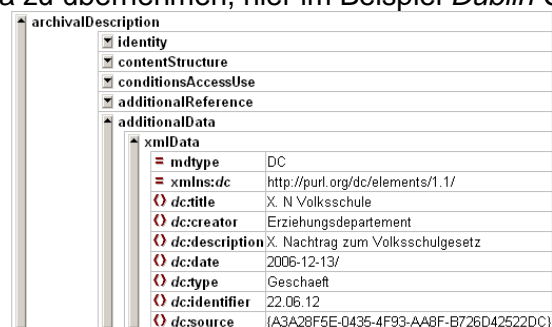 a zu übernehmen, hier im Beispiel Dublin
archivalDescription
identity
contentStructure
conditionsAccessUse
additionalReference
additionalData
xmlData
= mdtype DC
= xmlns:dc http://purl.org/dc/elements/1.1/
() dc:title X. N Volksschule
() dc:creator Erziehungsdepartement
() dc:description X. Nachtrag zum Volksschulgesetz
() dc:date 2006-12-13/
() dc:type Geschaeft
() dc:identifier 22.06.12
() dc:source {A3A28F5E-0435-4F93-AA8F-B726D42522DC}